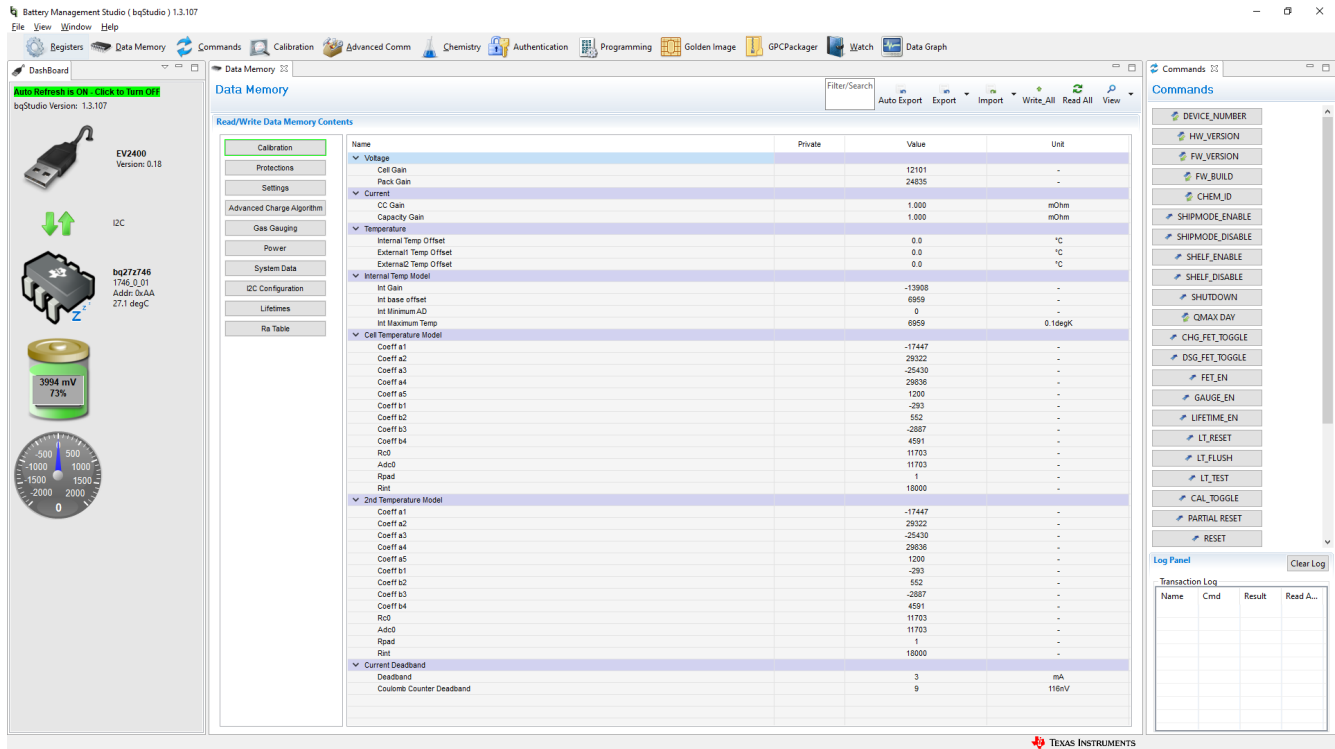 Battery Management Studio ( bqStudio ) 1.3.107
File View Window Help
Registers Data Memory Commands Calibration Advanced Comm Chemistry Authentication Programming Golden Image GPCPackager Watch Data Graph
DashBoard
Auto Refresh is ON - Click to Turn OFF
bqStudio Version: 1.3.107
EV2400
Version: 0.18
I2C
bq27z746
1746_0_01
Addr: 0xAA
27.1 degC
z z z
3994 mV
73%
-500 500
-1000 1000
-1500 1500
-2000 2000
0
Data Memory
Data Memory
Filter/Search
Auto Export Export Import Write_All Read All View
Read/Write Data Memory Contents
Calibration
Protections
Settings
Advanced Charge Algorithm
Gas Gauging
Power
System Data
I2C Configuration
Lifetimes
Ra Table
Name Private Value Unit
Voltage
Cell Gain 12101 -
Pack Gain 24835 -
Current
CC Gain 1.000 mOhm
Capacity Gain 1.000 mOhm
Temperature
Internal Temp Offset 0.0 °C
External1 Temp Offset 0.0 °C
External2 Temp Offset 0.0 °C
Internal Temp Model
Int Gain -13908 -
Int base offset 6959 -
Int Minimum AD 0 -
Int Maximum Temp 6959 0.1degK
Cell Temperature Model
Coeff a1 -17447 -
Coeff a2 29322 -
Coeff a3 -25430 -
Coeff a4 29836 -
Coeff a5 1200 -
Coeff b1 -293 -
Coeff b2 552 -
Coeff b3 -2887 -
Coeff b4 4591 -
Rc0 11703 -
Adc0 11703 -
Rpad 1 -
Rint 18000 -
2nd Temperature Model
Coeff a1 -17447 -
Coeff a2 29322 -
Coeff a3 -25430 -
Coeff a4 29836 -
Coeff a5 1200 -
Coeff b1 -293 -
Coeff b2 552 -
Coeff b3 -2887 -
Coeff b4 4591 -
Rc0 11703 -
Adc0 11703 -
Rpad 1 -
Rint 18000 -
Current Deadband
Deadband 3 mA
Coulomb Counter Deadband 9 116nV
Commands
Commands
DEVICE_NUMBER
HW_VERSION
FW_VERSION
FW_BUILD
CHEM_ID
SHIPMODE_ENABLE
SHIPMODE_DISABLE
SHELF_ENABLE
SHELF_DISABLE
SHUTDOWN
QMAX DAY
CHG_FET_TOGGLE
DSG_FET_TOGGLE
FET_EN
GAUGE_EN
LIFETIME_EN
LT_RESET
LT_FLUSH
LT_TEST
CAL_TOGGLE
PARTIAL RESET
RESET
Log Panel
Clear Log
Transaction Log
Name Cmd Result Read A...
TEXAS INSTRUMENTS